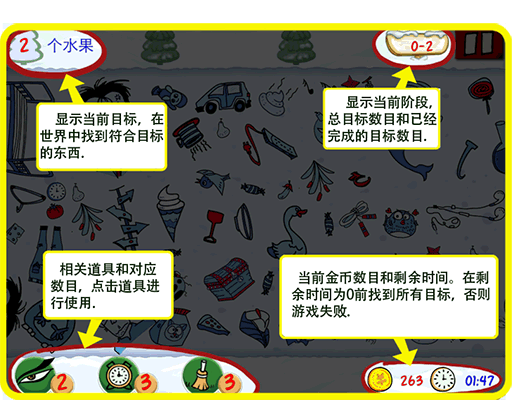 2 个水果
0-2
显示当前目标，在
世界中找到符合目标
的东西.
显示当前阶段,
总目标数目和已经
完成的目标数目.
相关道具和对应
数目，点击道具进
行使用.
当前金币数目和剩余时间。在剩
余时间为0前找到所有目标，否则
游戏失败.
2 3 3
263 01:47